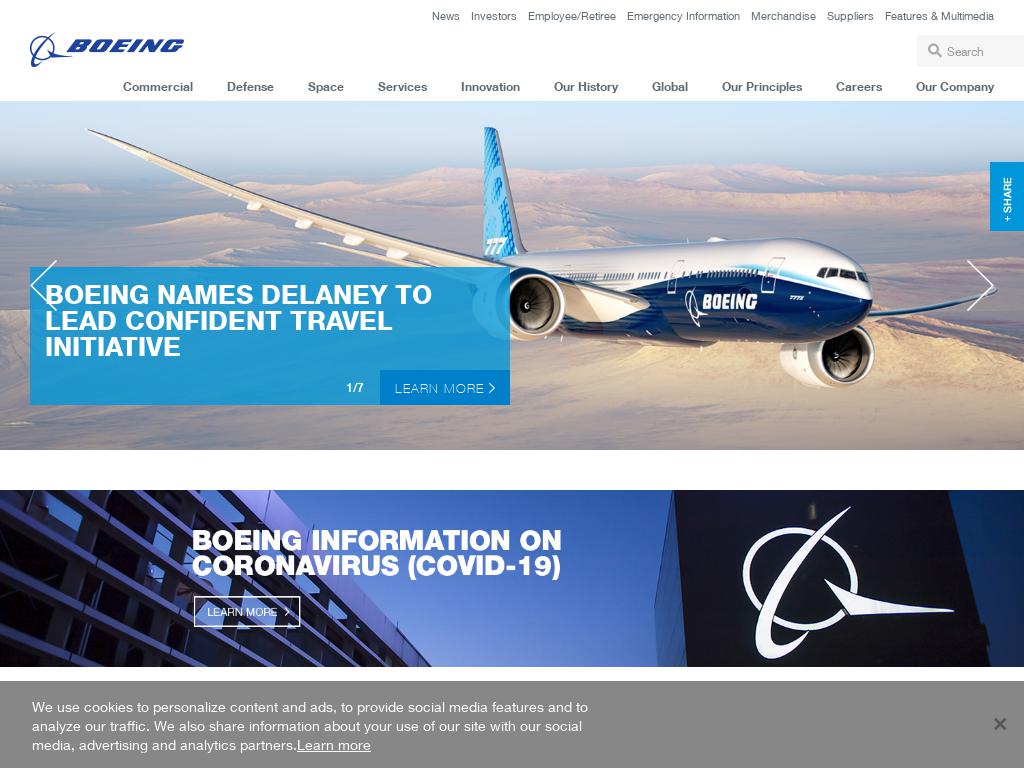 News Investors Employee/Retiree Emergency Information Merchandise Suppliers Features & Multimedia
BOEING
Search
Commercial Defense Space Services Innovation Our History Global Our Principles Careers Our Company
+ SHARE
777
BOEING
777X
BOEING NAMES DELANEY TO
LEAD CONFIDENT TRAVEL
INITIATIVE
1/7
LEARN MORE
BOEING INFORMATION ON
CORONAVIRUS (COVID-19)
LEARN MORE
We use cookies to personalize content and ads, to provide social media features and to
analyze our traffic. We also share information about your use of our site with our social
media, advertising and analytics partners.Learn more